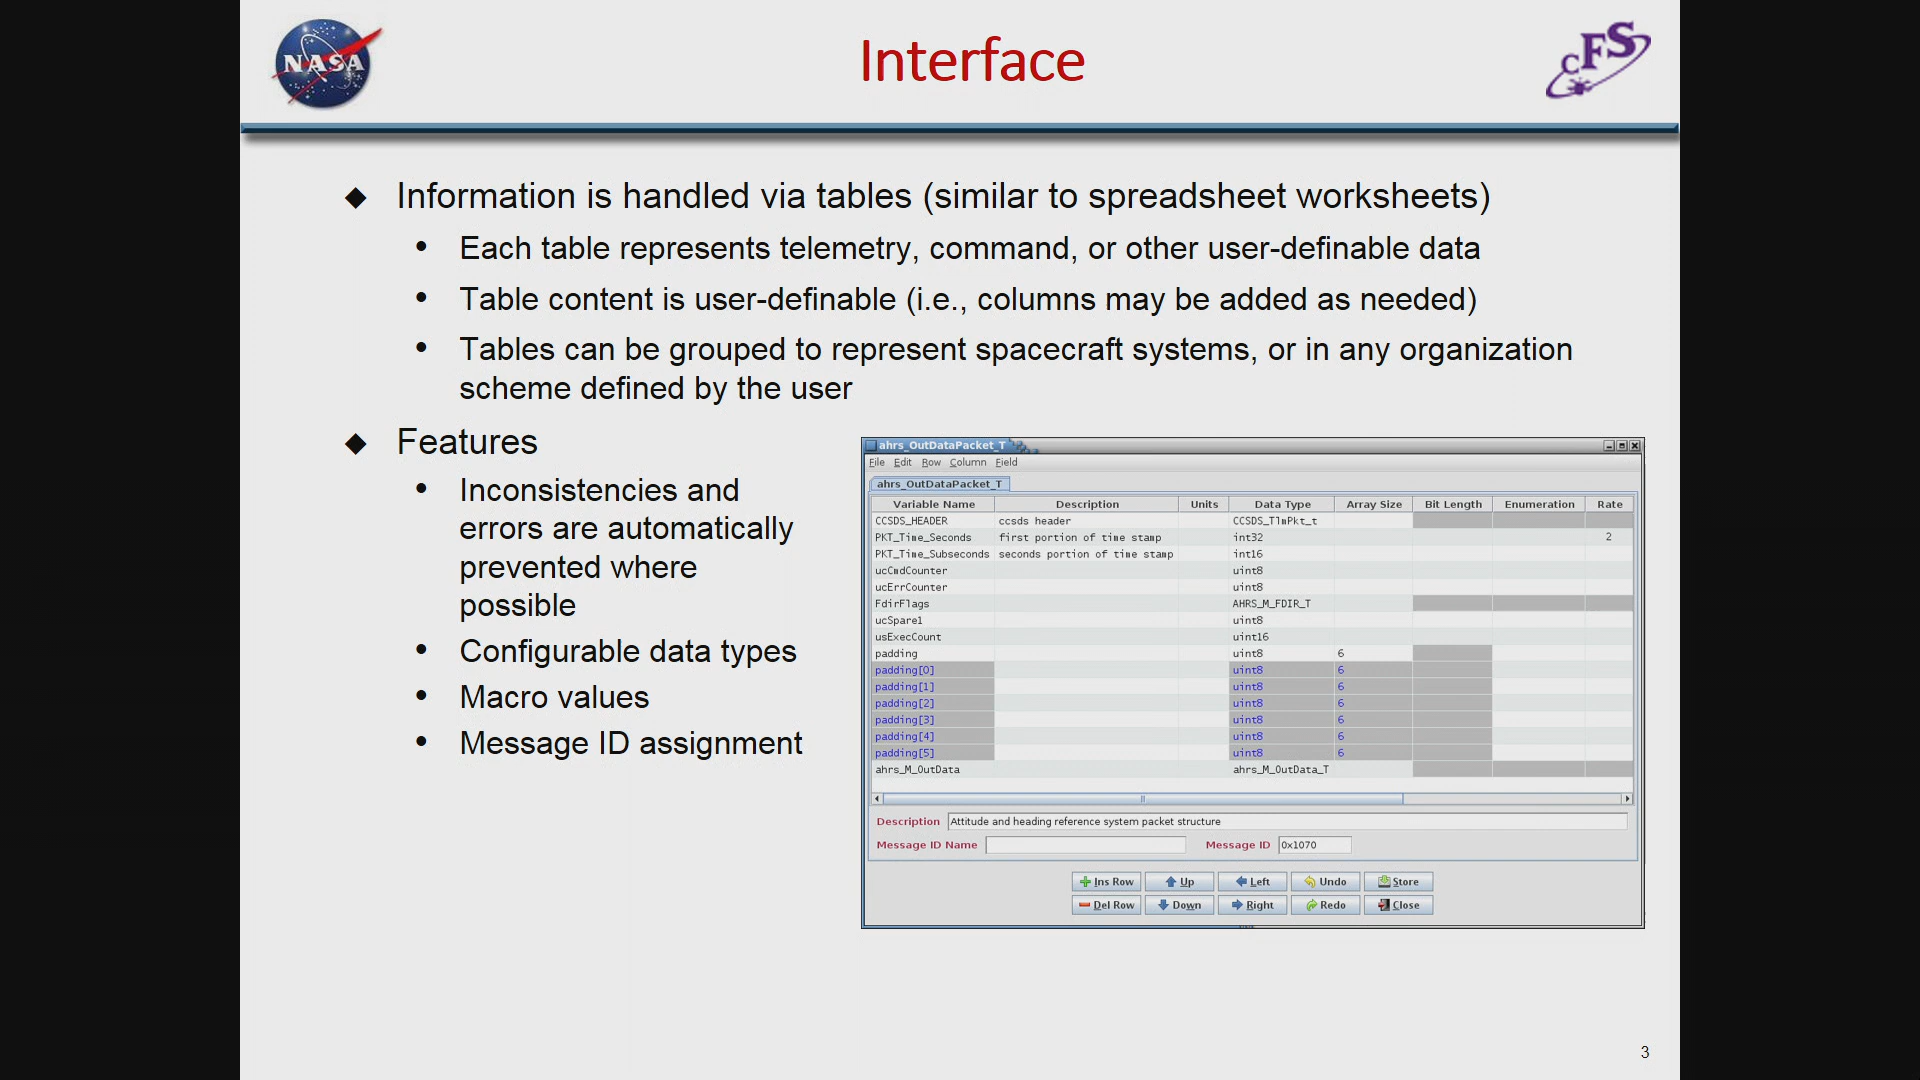 NASA
Interface
cFS
Information is handled via tables (similar to spreadsheet worksheets)
Each table represents telemetry, command, or other user-definable data
Table content is user-definable (i.e., columns may be added as needed)
Tables can be grouped to represent spacecraft systems, or in any organization
scheme defined by the user
Features
Inconsistencies and
errors are automatically
prevented where
possible
Configurable data types
Macro values
Message ID assignment
ahrs_OutDataPacket_T
File Edit Row Column Field
ahrs_OutDataPacket_T
Variable Name Description Units Data Type Array Size Bit Length Enumeration Rate
CCSDS_HEADER ccsds header CCSDS_TlmPkt_t
PKT_Time_Seconds first portion of time stamp int32 2
PKT_Time_Subseconds seconds portion of time stamp int16
ucCmdCounter uint8
ucErrCounter uint8
FdirFlags AHRS_M_FDIR_T
ucSpare1 uint8
usExecCount uint16
padding uint8 6
padding[0] uint8 6
padding[1] uint8 6
padding[2] uint8 6
padding[3] uint8 6
padding[4] uint8 6
padding[5] uint8 6
ahrs_M_OutData ahrs_M_OutData_T
Description Attitude and heading reference system packet structure
Message ID Name Message ID 0x1070
Ins Row Up Left Undo Store
Del Row Down Right Redo Close
3